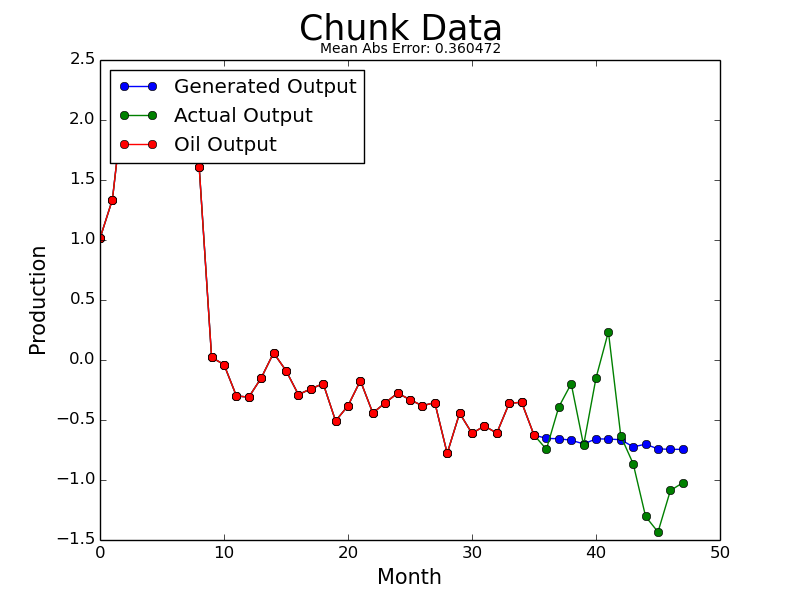 Chunk Data
Mean Abs Error: 0.360472
Generated Output
Actual Output
Oil Output
2.5
2.0
1.5
1.0
0.5
0.0
−0.5
−1.0
−1.5
Production
0 10 20 30 40 50
Month